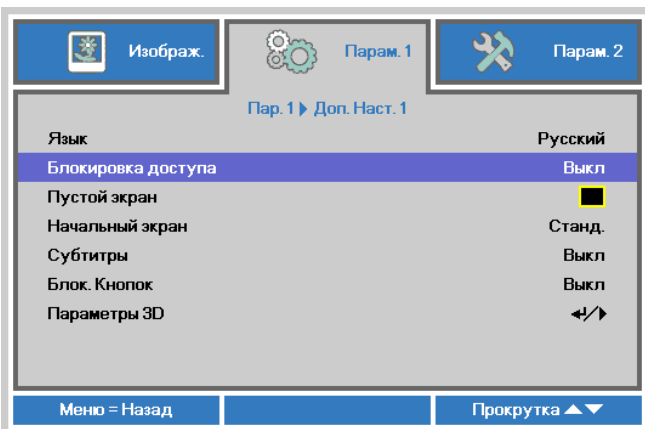 Изображ.
Парам. 1
Парам. 2
Пар. 1 ▶ Доп. Наст. 1
Язык Русский
Блокировка доступа Выкл
Пустой экран
Начальный экран Станд.
Субтитры Выкл
Блок. Кнопок Выкл
Параметры 3D ↵/▶
Меню = Назад
Прокрутка ▲▼